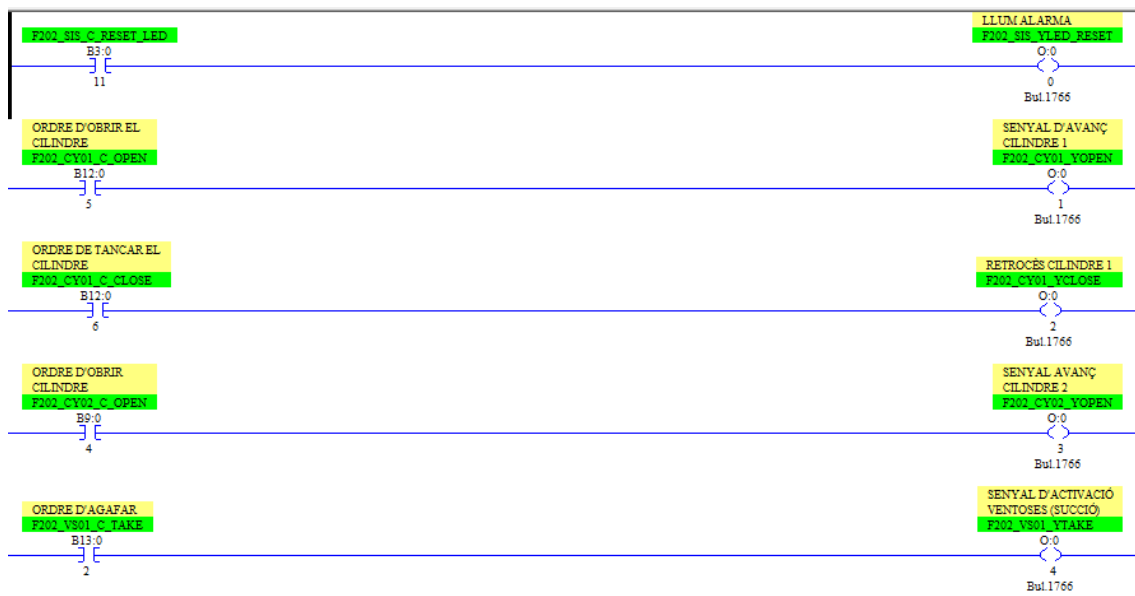 LLUM ALARMA
F202_SIS_C_RESET_LED
F202_SIS_YLED_RESET
B3:0
O:0
11
0
Bul.1766
ORDRE D'OBRIR EL
CILINDRE
F202_CY01_C_OPEN
SENYAL D'AVANÇ
CILINDRE 1
F202_CY01_YOPEN
B12:0
O:0
5
1
Bul.1766
ORDRE DE TANCAR EL
CILINDRE
F202_CY01_C_CLOSE
RETROCÉS CILINDRE 1
F202_CY01_YCLOSE
B12:0
O:0
6
2
Bul.1766
ORDRE D'OBRIR
CILINDRE
F202_CY02_C_OPEN
SENYAL AVANÇ
CILINDRE 2
F202_CY02_YOPEN
B9:0
O:0
4
3
Bul.1766
ORDRE D'AGAFAR
F202_VS01_C_TAKE
SENYAL D'ACTIVACIÓ
VENTOSES (SUCCIÓ)
F202_VS01_YTAKE
B13:0
O:0
2
4
Bul.1766